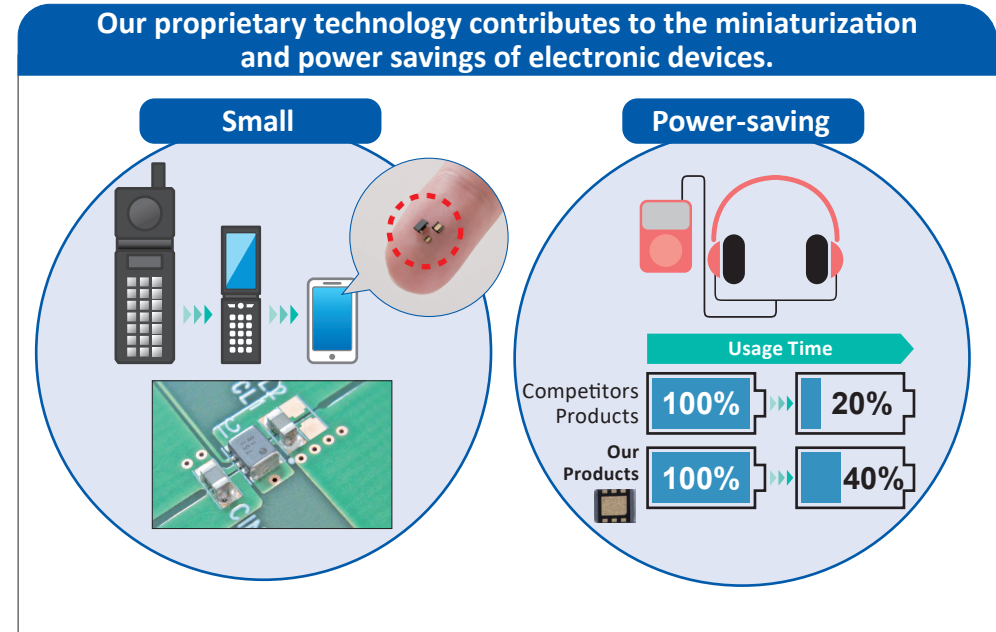 Our proprietary technology contributes to the miniaturization
and power savings of electronic devices.
Small
Power-saving
Usage Time
Competitors
Products
100%
20%
Our
Products
100%
40%